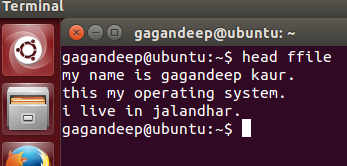 Terminal
gagandeep@ubuntu: ~
gagandeep@ubuntu:~$ head ffile
my name is gagandeep kaur.
this my operating system.
i live in jalandhar.
gagandeep@ubuntu:~$